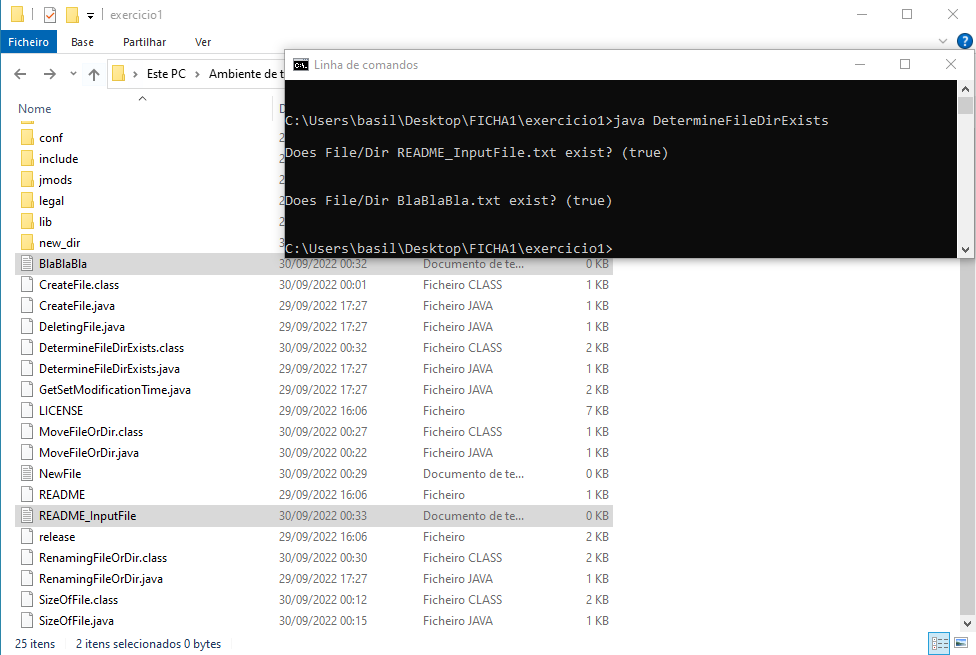 exercicio1
Ficheiro Base Partilhar Ver
Este PC Ambiente de t
Linha de comandos
C:\Users\basil\Desktop\FICHA1\exercicio1>java DetermineFileDirExists
Does File/Dir README_InputFile.txt exist? (true)
Does File/Dir BlaBlaBla.txt exist? (true)
C:\Users\basil\Desktop\FICHA1\exercicio1>
Nome
conf
include
jmods
legal
lib
new_dir
BlaBlaBla 30/09/2022 00:32 Documento de te... 0 KB
CreateFile.class 30/09/2022 00:01 Ficheiro CLASS 1 KB
CreateFile.java 29/09/2022 17:27 Ficheiro JAVA 1 KB
DeletingFile.java 29/09/2022 17:27 Ficheiro JAVA 1 KB
DetermineFileDirExists.class 30/09/2022 00:32 Ficheiro CLASS 2 KB
DetermineFileDirExists.java 29/09/2022 17:27 Ficheiro JAVA 1 KB
GetSetModificationTime.java 29/09/2022 17:27 Ficheiro JAVA 2 KB
LICENSE 29/09/2022 16:06 Ficheiro 7 KB
MoveFileOrDir.class 30/09/2022 00:27 Ficheiro CLASS 1 KB
MoveFileOrDir.java 30/09/2022 00:22 Ficheiro JAVA 1 KB
NewFile 30/09/2022 00:29 Documento de te... 0 KB
README 29/09/2022 16:06 Ficheiro 1 KB
README_InputFile 30/09/2022 00:33 Documento de te... 0 KB
release 29/09/2022 16:06 Ficheiro 2 KB
RenamingFileOrDir.class 30/09/2022 00:30 Ficheiro CLASS 2 KB
RenamingFileOrDir.java 29/09/2022 17:27 Ficheiro JAVA 1 KB
SizeOfFile.class 30/09/2022 00:12 Ficheiro CLASS 2 KB
SizeOfFile.java 30/09/2022 00:15 Ficheiro JAVA 1 KB
25 itens 2 itens selecionados 0 bytes